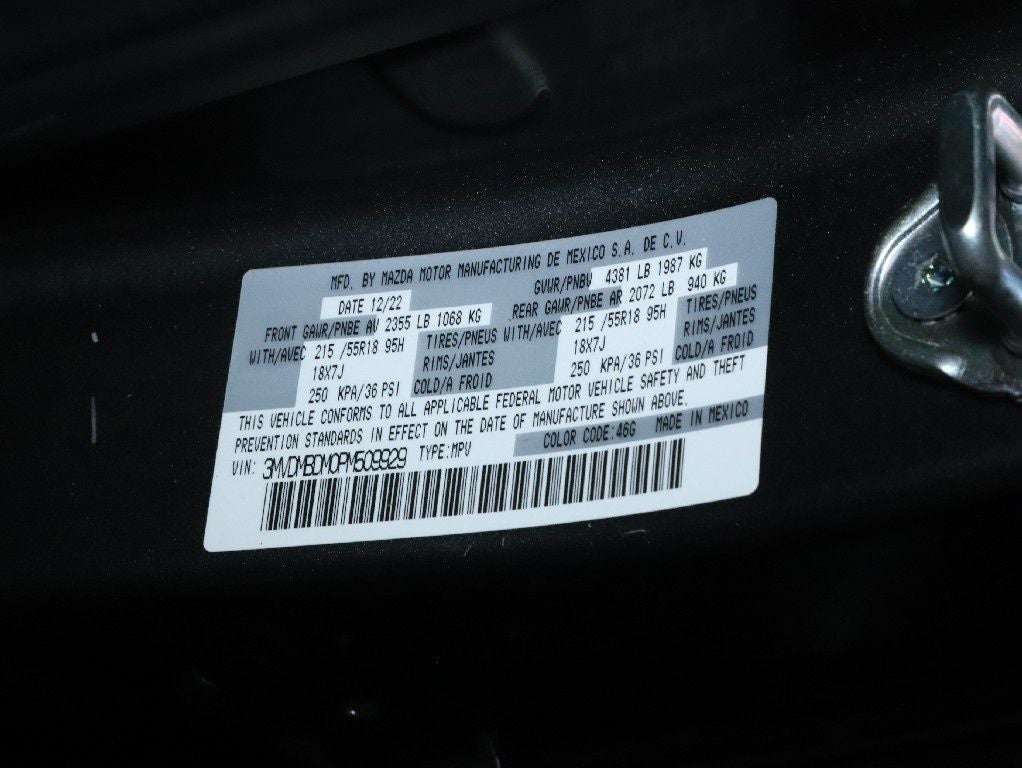 MFD. BY MAZDA MOTOR MANUFACTURING DE MEXICO S.A. DE C.V.
DATE 12/22 GVWR/PNBV 4381 LB 1987 KG
FRONT GAWR/PNBE AV 2355 LB 1068 KG REAR GAWR/PNBE AR 2072 LB 940 KG
WITH/AVEC 215 /55R18 95H TIRES/PNEUS WITH/AVEC 215 /55R18 95H TIRES/PNEUS
18X7J RIMS/JANTES 18X7J RIMS/JANTES
250 KPA/36 PSI COLD/A FROID 250 KPA/36 PSI COLD/A FROID
THIS VEHICLE CONFORMS TO ALL APPLICABLE FEDERAL MOTOR VEHICLE SAFETY AND THEFT
PREVENTION STANDARDS IN EFFECT ON THE DATE OF MANUFACTURE SHOWN ABOVE.
VIN: 3MVDMBDM0PM509929 TYPE:MPV COLOR CODE:46G MADE IN MEXICO